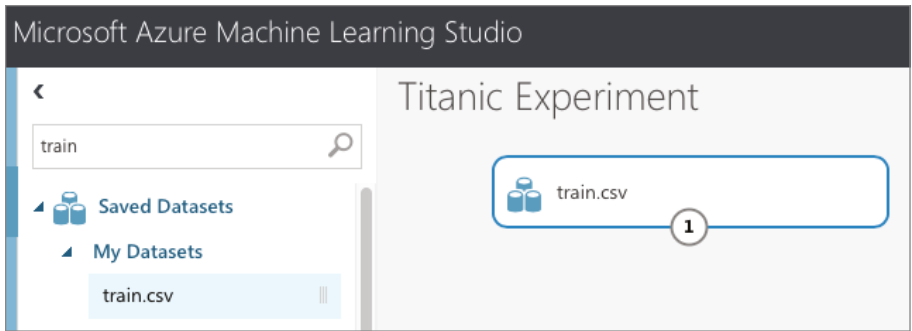 Microsoft Azure Machine Learning Studio
Titanic Experiment
train
Saved Datasets
My Datasets
train.csv
train.csv
1